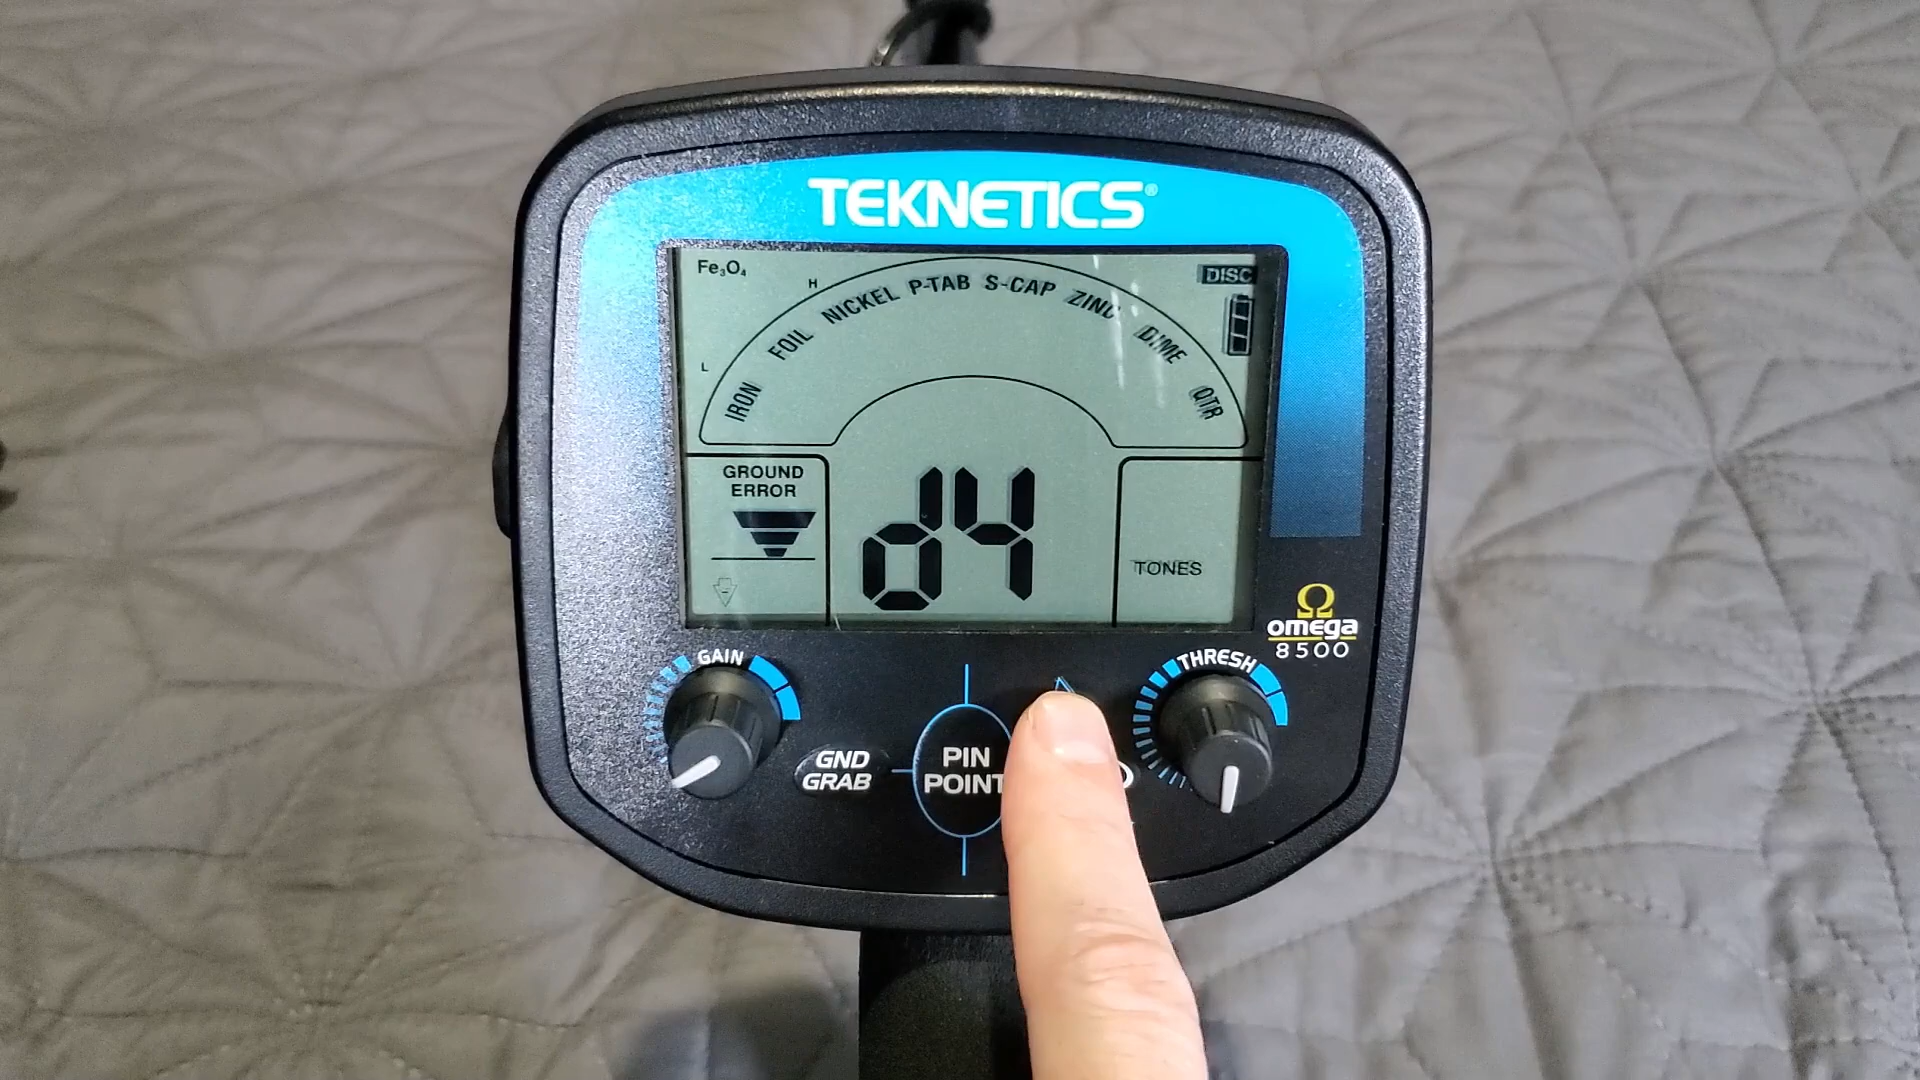 TEKNETICS®
Fe₃O₄
DISC
H
L
IRON FOIL NICKEL P-TAB S-CAP ZINC DIME QTR
GROUND
ERROR
d4
TONES
Ω
omega
8500
GAIN
THRESH
GND
GRAB
PIN
POINT